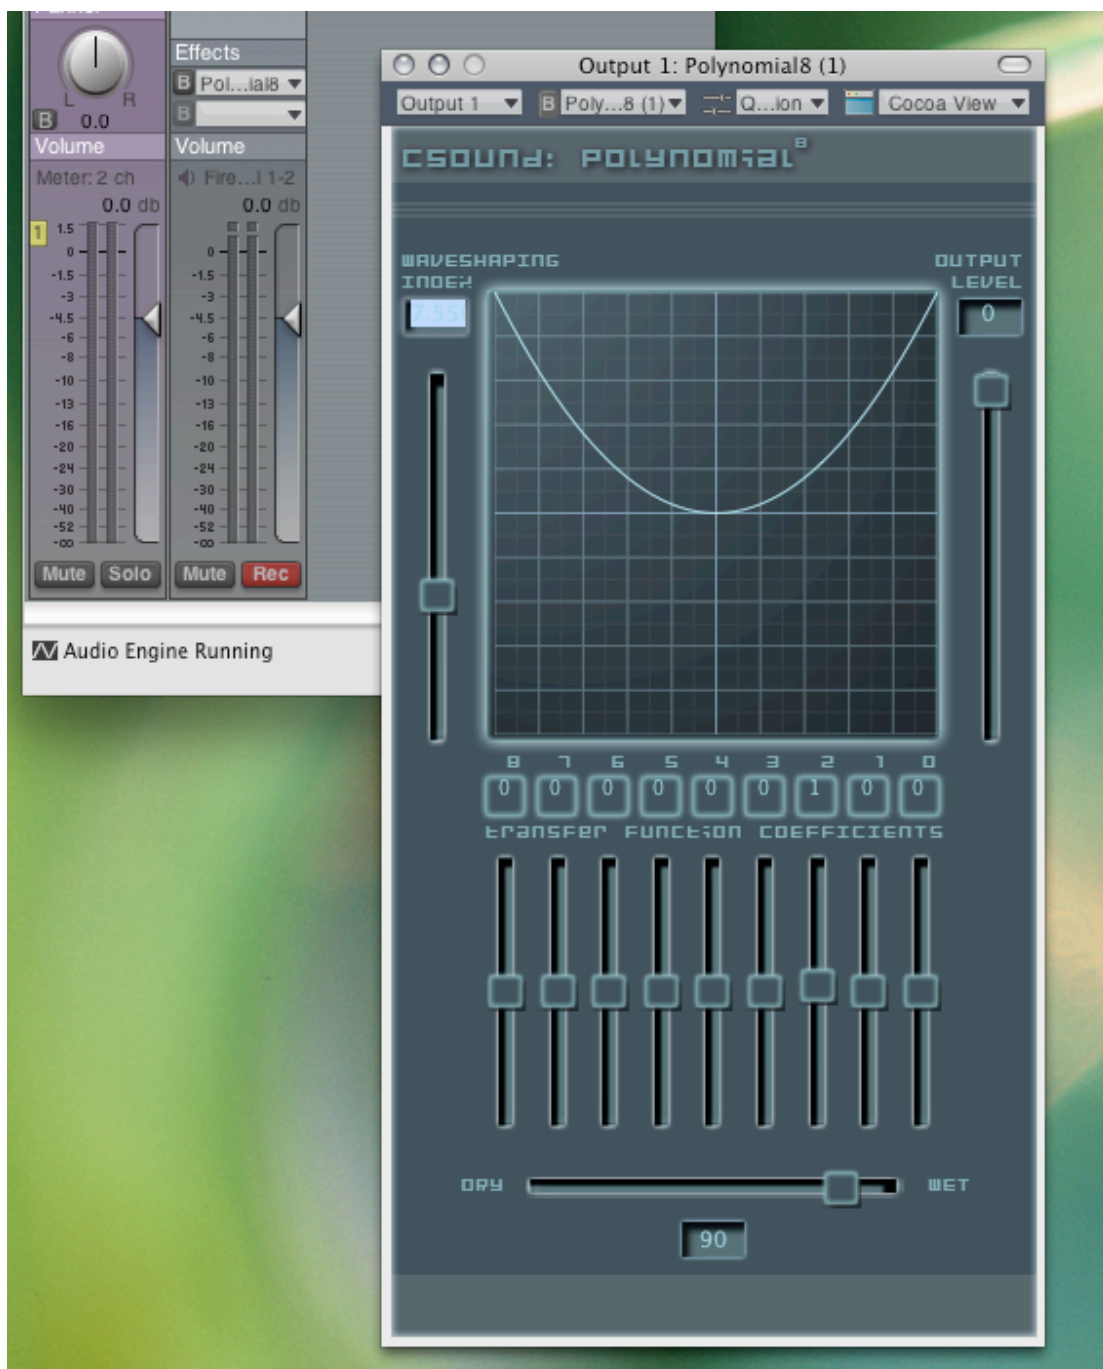 L R
B 0.0
Volume
Meter: 2 ch
0.0 db
1
1.5
0
-1.5
-3
-4.5
-6
-8
-10
-13
-16
-20
-24
-30
-40
-52
-∞
Mute Solo
Effects
B Pol...ial8
B
Volume
Fire...l 1-2
0.0 db
0
-1.5
-3
-4.5
-6
-8
-10
-13
-16
-20
-24
-30
-40
-52
-∞
Mute Rec
Audio Engine Running
Output 1: Polynomial8 (1)
Output 1 B Poly...8 (1) Q...ion Cocoa View
Csound: Polynomial8
WAVESHAPING
INDEX
OUTPUT
LEVEL
0
8 7 6 5 4 3 2 1 0
0 0 0 0 0 0 1 0 0
Transfer Function COEFFICIENTS
DRY WET
90